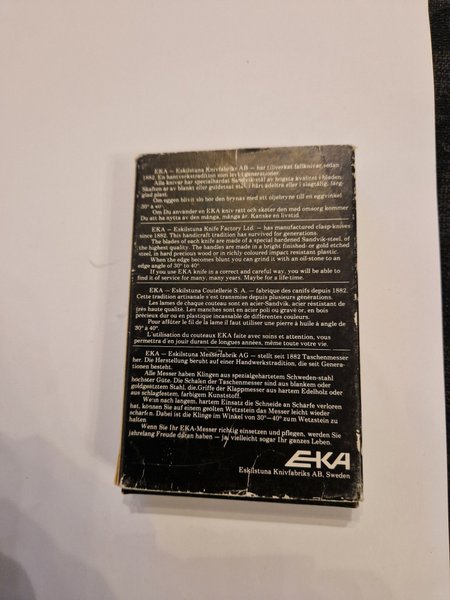 EKA — Eskilstuna Knivfabriks AB — har tillverkat fällknivar sedan
1882. En hantverkstradition som levt i generationer.
Alla knivar har specialhärdat Sandvik-stål av högsta kvalitet i bladen.
Skaften är av blankt eller guldetsat stål, i hårt ädelträ eller i slagtålig, färg-
glad plast.
Om eggen blivit slö bör den brynas med ett oljebryne till en eggvinkel
30° à 40°.
Om Du använder en EKA kniv rätt och sköter den med omsorg kommer
Du att ha nytta av den många, många år. Kanske en livstid.
EKA — Eskilstuna Knife Factory Ltd. — has manufactured clasp-knives
since 1882. This handicraft tradition has survived for generations.
The blades of each knife are made of a special hardened Sandvik-steel, of
the highest quality. The handles are made in a bright finished or gold etched
steel, in hard precious wood or in richly coloured impact resistant plastic.
When the edge becomes blunt you can grind it with an oil-stone to an
edge angle of 30° to 40°
If you use EKA knife in a correct and careful way, you will be able to
find it of service for many, many years. Maybe for a life-time.
EKA — Eskilstuna Coutellerie S. A. — fabrique des canifs depuis 1882.
Cette tradition artisanale s'est transmise depuis plusieurs générations.
Les lames de chaque couteau sont en acier-Sandvik, acier résistant de
très haute qualité. Les manches sont en acier poli ou gravé or, en bois
précieux dur ou en plastique incassable de différentes couleurs.
Pour affûter le fil de la lame il faut utiliser une pierre à huile à angle de
30° à 40°.
L'utilisation du couteaux EKA faite avec soins et attention, vous
permettra d'en jouir durant de longues années, même toute votre vie.
EKA — Eskilstuna Messerfabrik AG — stellt seit 1882 Taschenmesser
her. Die Herstellung beruht auf einer Handwerkstradition, die seit Genera-
tionen besteht.
Alle Messer haben Klingen aus spezialgehärtetem Schweden-stahl
höchster Güte. Die Schalen der Taschenmesser sind aus blankem oder
goldgeätztem Stahl, die Griffe der Klappmesser aus hartem Edelholz oder
aus schlagfestem, farbigem Kunststoff.
Wenn nach langem, hartem Einsatz die Schneide an Schärfe verloren
hat, können Sie auf einem geölten Wetzstein das Messer leicht wieder
schärfen. Dabei ist die Klinge im Winkel von 30°—40° zum Wetzstein zu
halten
Wenn Sie Ihr EKA-Messer richtig einsetzen und pflegen, werden Sie
jahrelang Freude daran haben — ja, vielleicht sogar Ihr ganzes Leben.
EKA
Eskilstuna Knivfabriks AB, Sweden